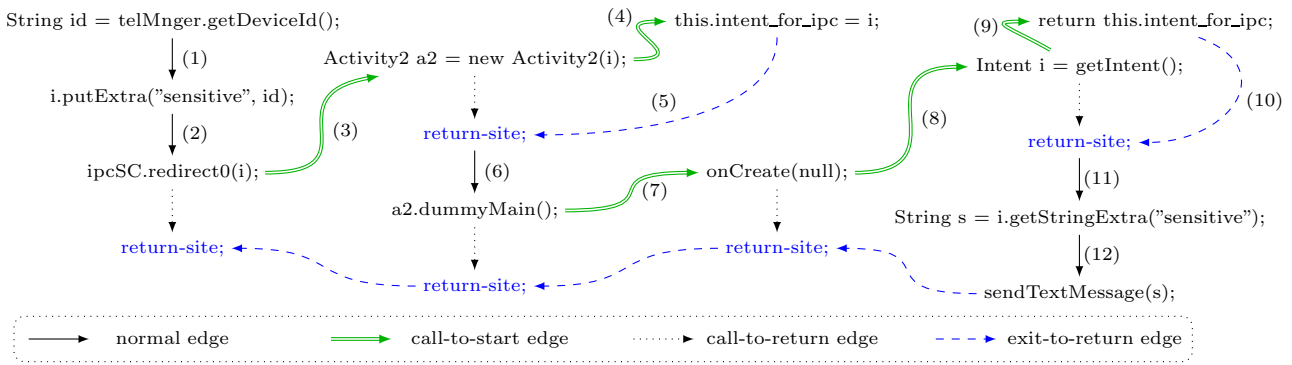 String id = telMnger.getDeviceId();
(1)
i.putExtra("sensitive", id);
(2)
ipcSC.redirect0(i);
return-site;
(3)
Activity2 a2 = new Activity2(i);
return-site;
(6)
a2.dummyMain();
return-site;
(4)
this.intent_for_ipc = i;
(5)
(7)
onCreate(null);
return-site;
(8)
(9)
return this.intent_for_ipc;
Intent i = getIntent();
(10)
return-site;
(11)
String s = i.getStringExtra("sensitive");
(12)
sendTextMessage(s);
normal edge
call-to-start edge
call-to-return edge
exit-to-return edge